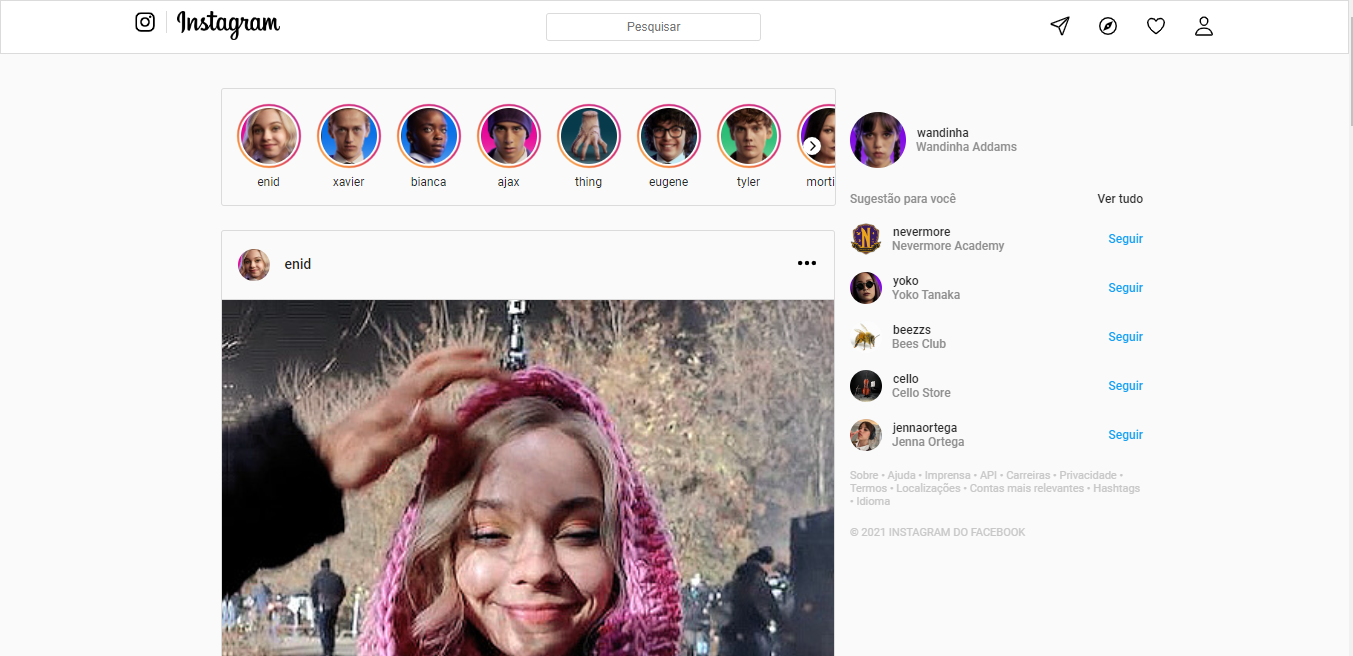 Instagram
Pesquisar
enid
xavier
bianca
ajax
thing
eugene
tyler
morti
enid
wandinha
Wandinha Addams
Sugestão para você
Ver tudo
nevermore
Nevermore Academy
Seguir
yoko
Yoko Tanaka
Seguir
beezzs
Bees Club
Seguir
cello
Cello Store
Seguir
jennaortega
Jenna Ortega
Seguir
Sobre • Ajuda • Imprensa • API • Carreiras • Privacidade •
Termos • Localizações • Contas mais relevantes • Hashtags
• Idioma
© 2021 INSTAGRAM DO FACEBOOK